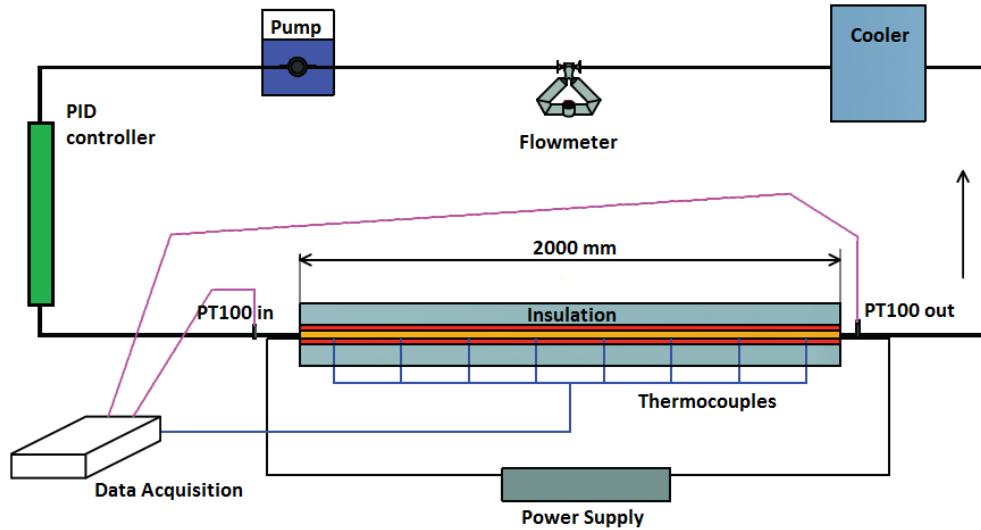 Pump
Cooler
PID
controller
Flowmeter
2000 mm
PT100 in
Insulation
PT100 out
Thermocouples
Data Acquisition
Power Supply